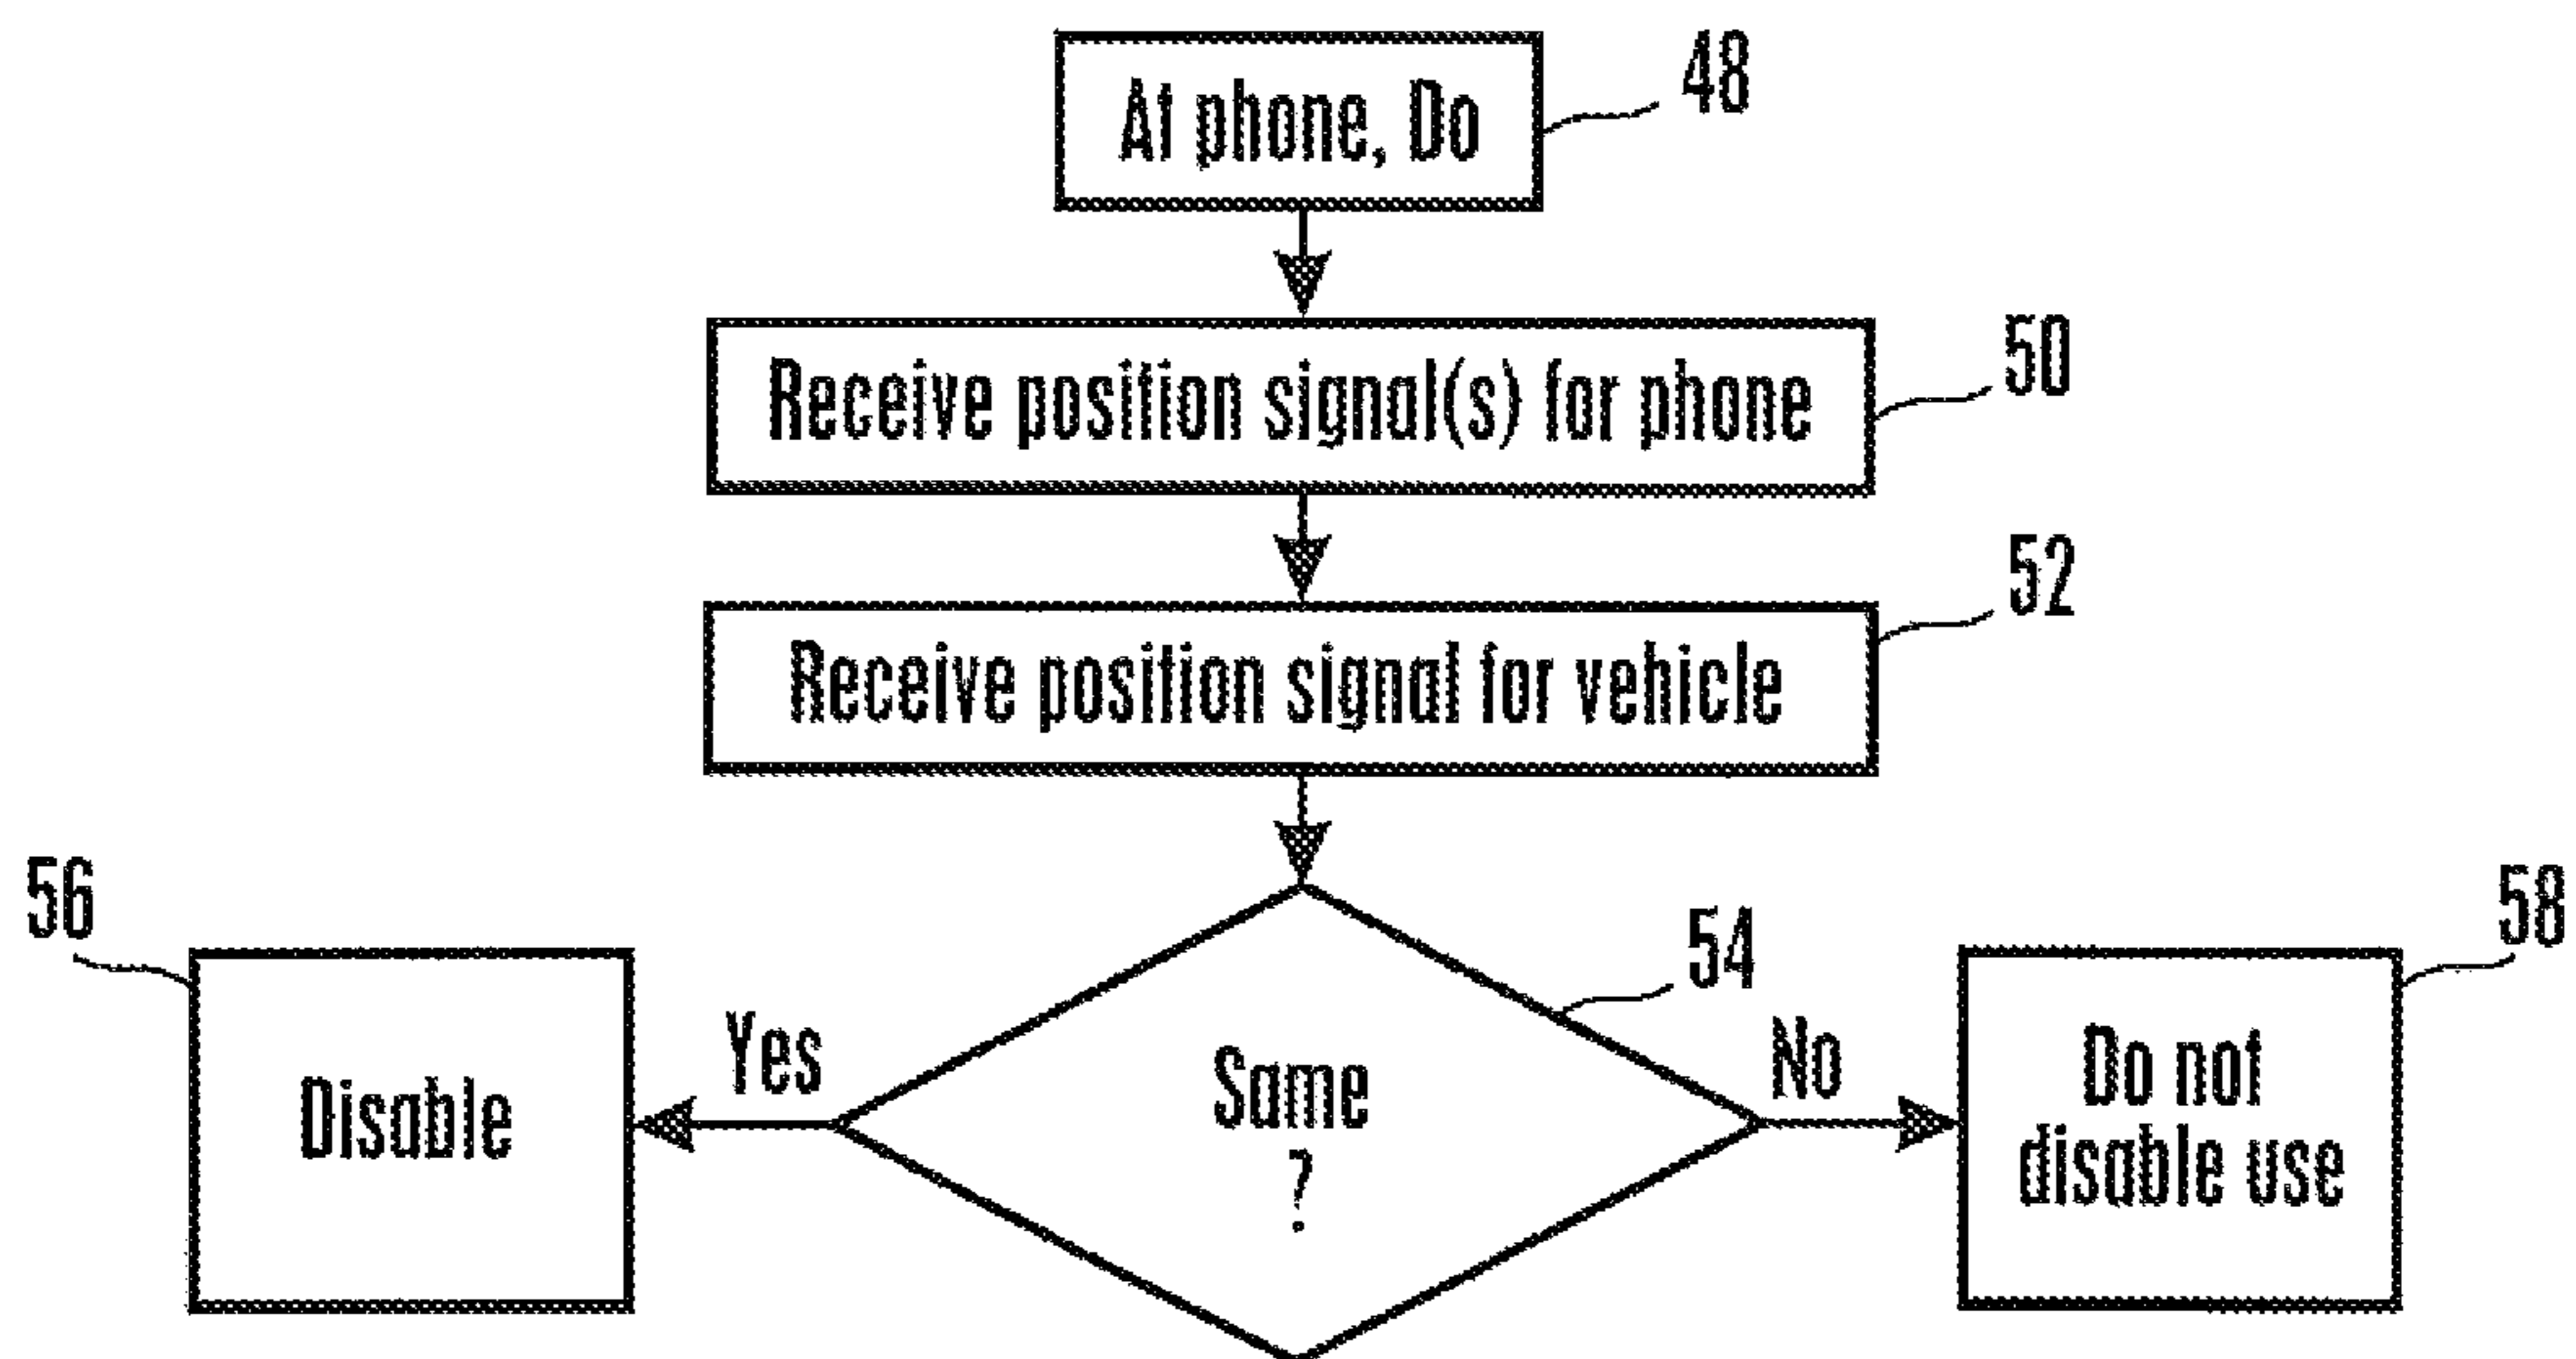 At phone, Do
48
Receive position signal(s) for phone
50
Receive position signal for vehicle
52
56
54
58
Yes
No
Disable
Same
?
Do not
disable use